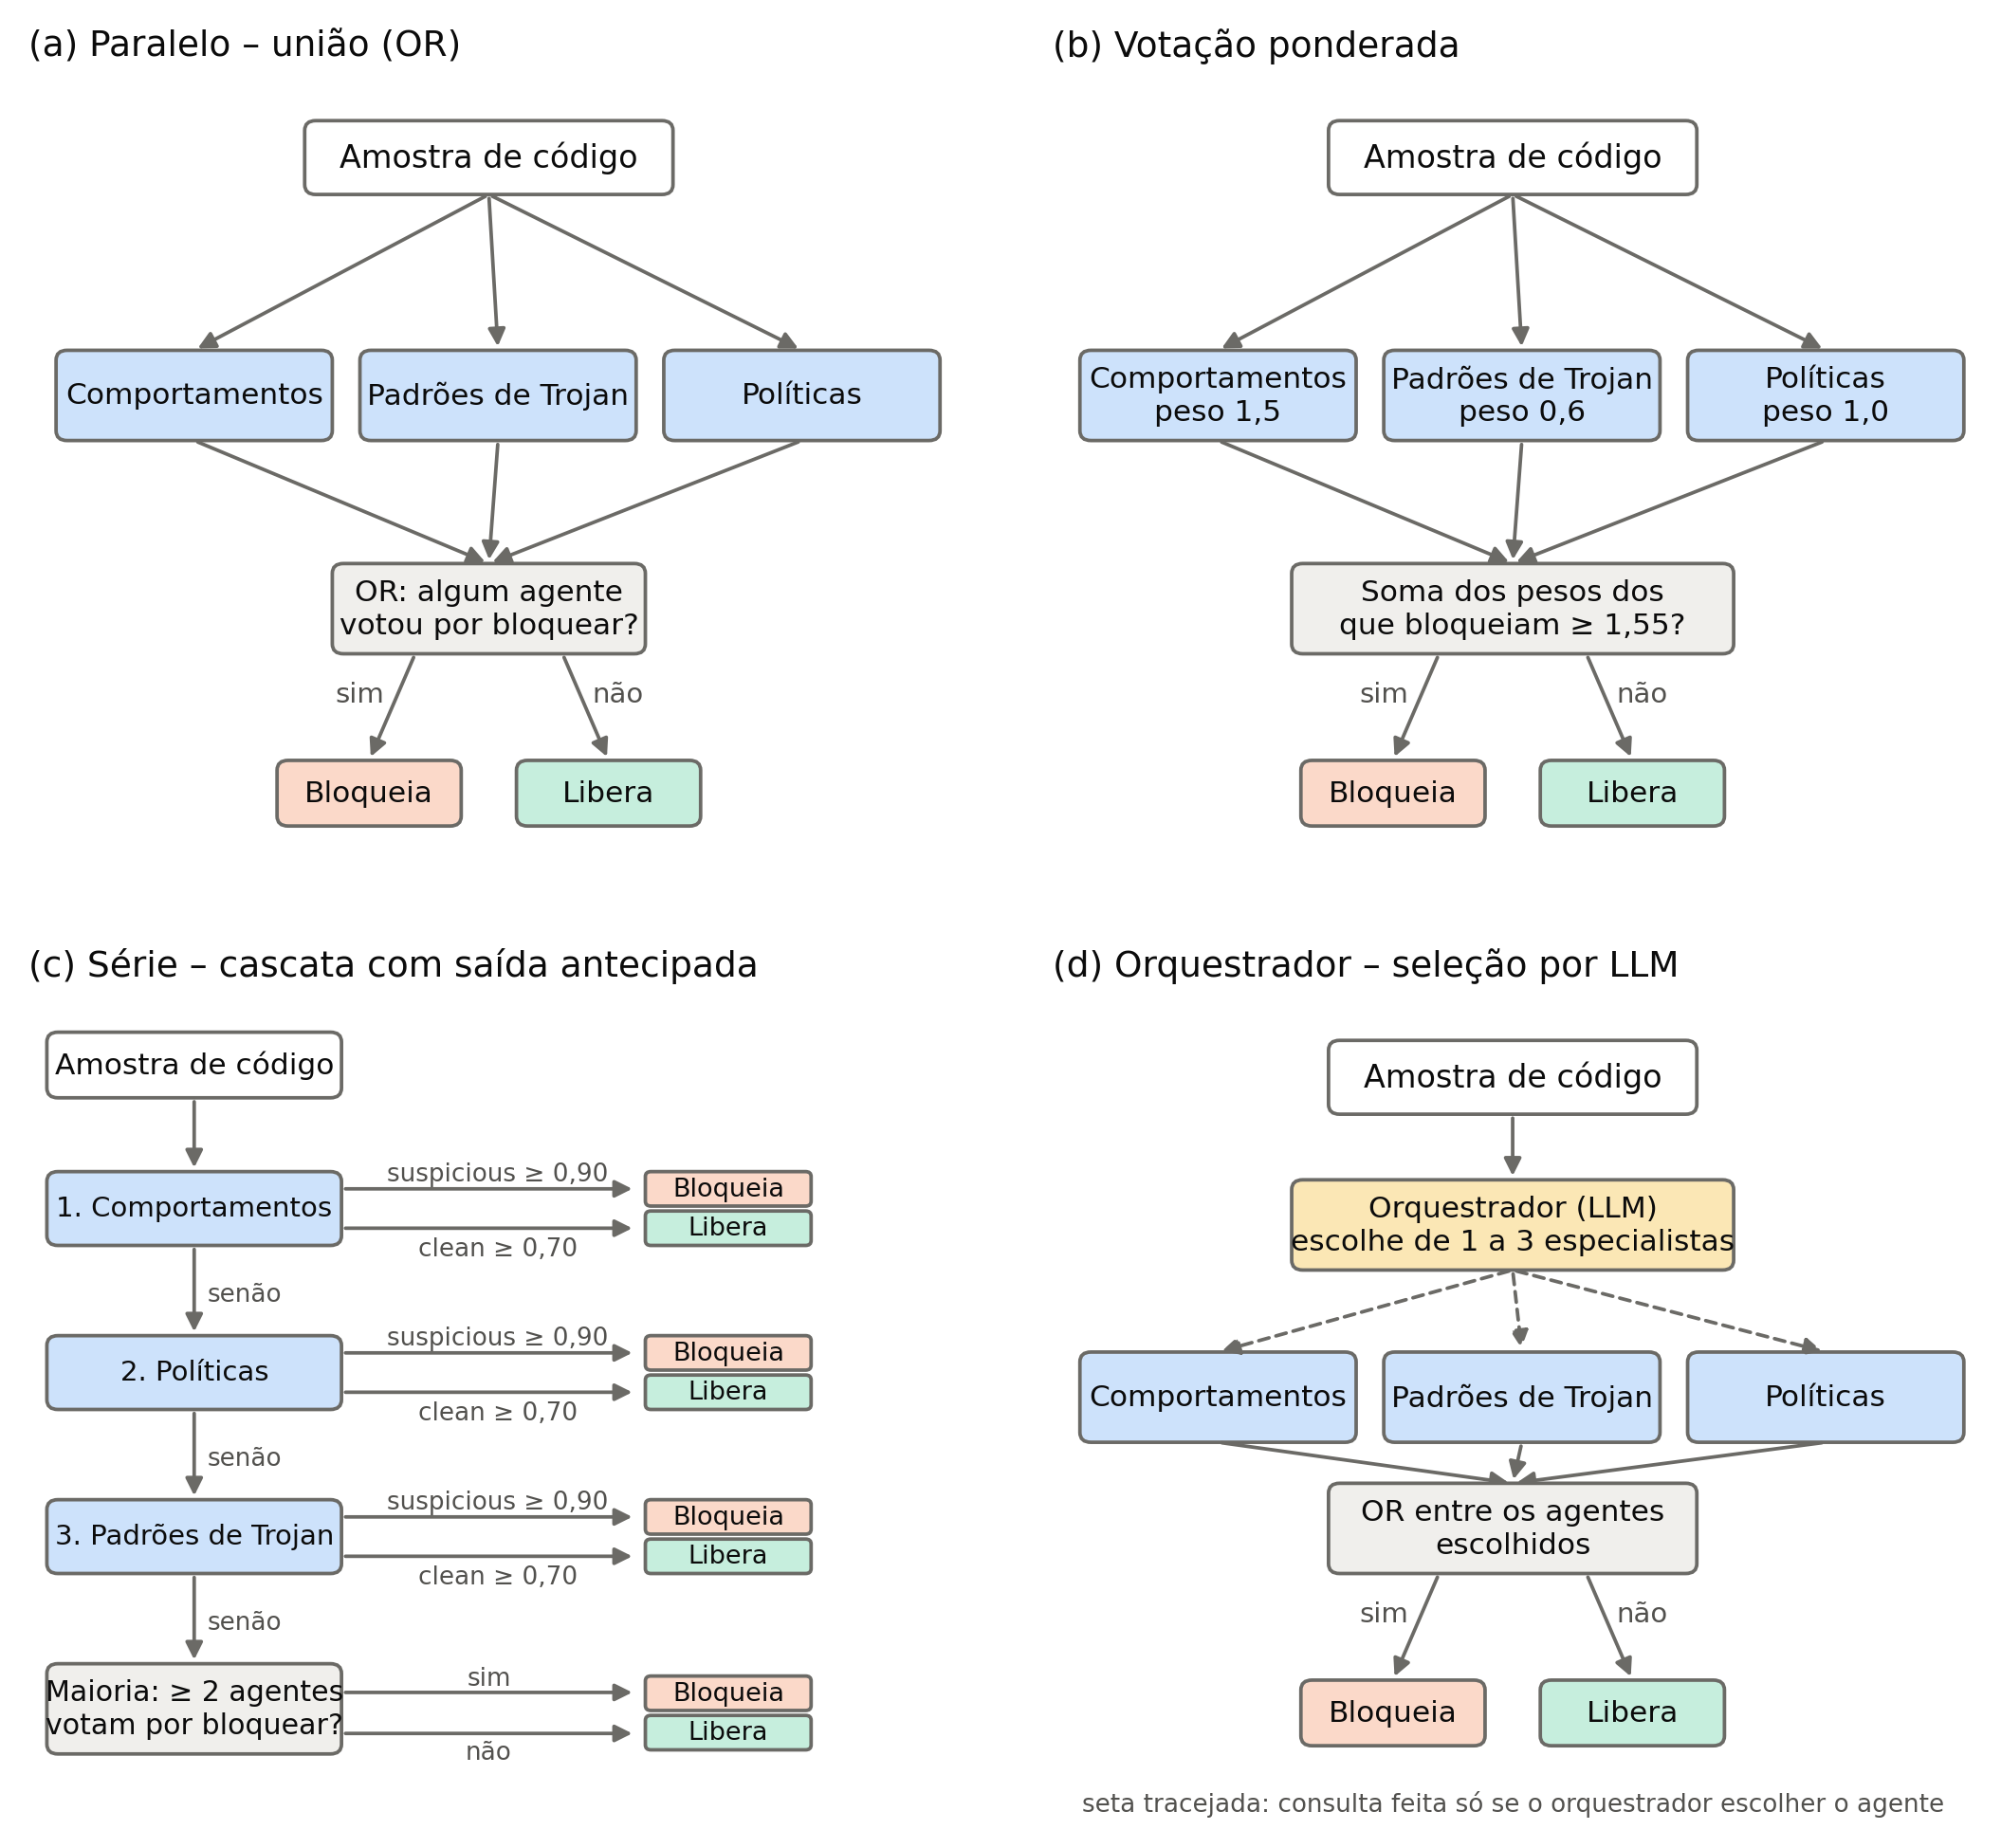 (a) Paralelo – união (OR)
Amostra de código
Comportamentos
Padrões de Trojan
Políticas
OR: algum agente
votou por bloquear?
sim
não
Bloqueia
Libera
(b) Votação ponderada
Amostra de código
Comportamentos
peso 1,5
Padrões de Trojan
peso 0,6
Políticas
peso 1,0
Soma dos pesos dos
que bloqueiam ≥ 1,55?
sim
não
Bloqueia
Libera
(c) Série – cascata com saída antecipada
Amostra de código
1. Comportamentos
suspicious ≥ 0,90
Bloqueia
clean ≥ 0,70
Libera
senão
2. Políticas
suspicious ≥ 0,90
Bloqueia
clean ≥ 0,70
Libera
senão
3. Padrões de Trojan
suspicious ≥ 0,90
Bloqueia
clean ≥ 0,70
Libera
senão
Maioria: ≥ 2 agentes
votam por bloquear?
sim
Bloqueia
não
Libera
(d) Orquestrador – seleção por LLM
Amostra de código
Orquestrador (LLM)
escolhe de 1 a 3 especialistas
Comportamentos
Padrões de Trojan
Políticas
OR entre os agentes
escolhidos
sim
não
Bloqueia
Libera
seta tracejada: consulta feita só se o orquestrador escolher o agente